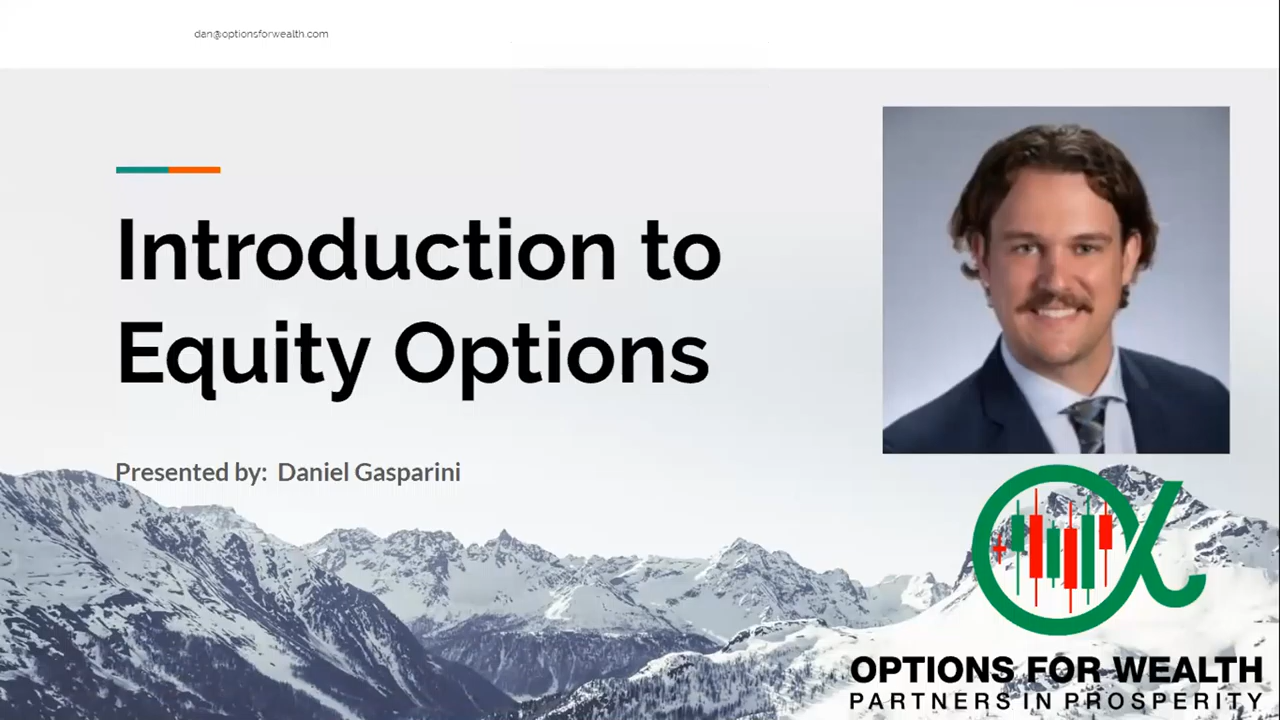 dan@optionsforwealth.com
Introduction to
Equity Options
Presented by: Daniel Gasparini
OPTIONS FOR WEALTH
PARTNERS IN PROSPERITY